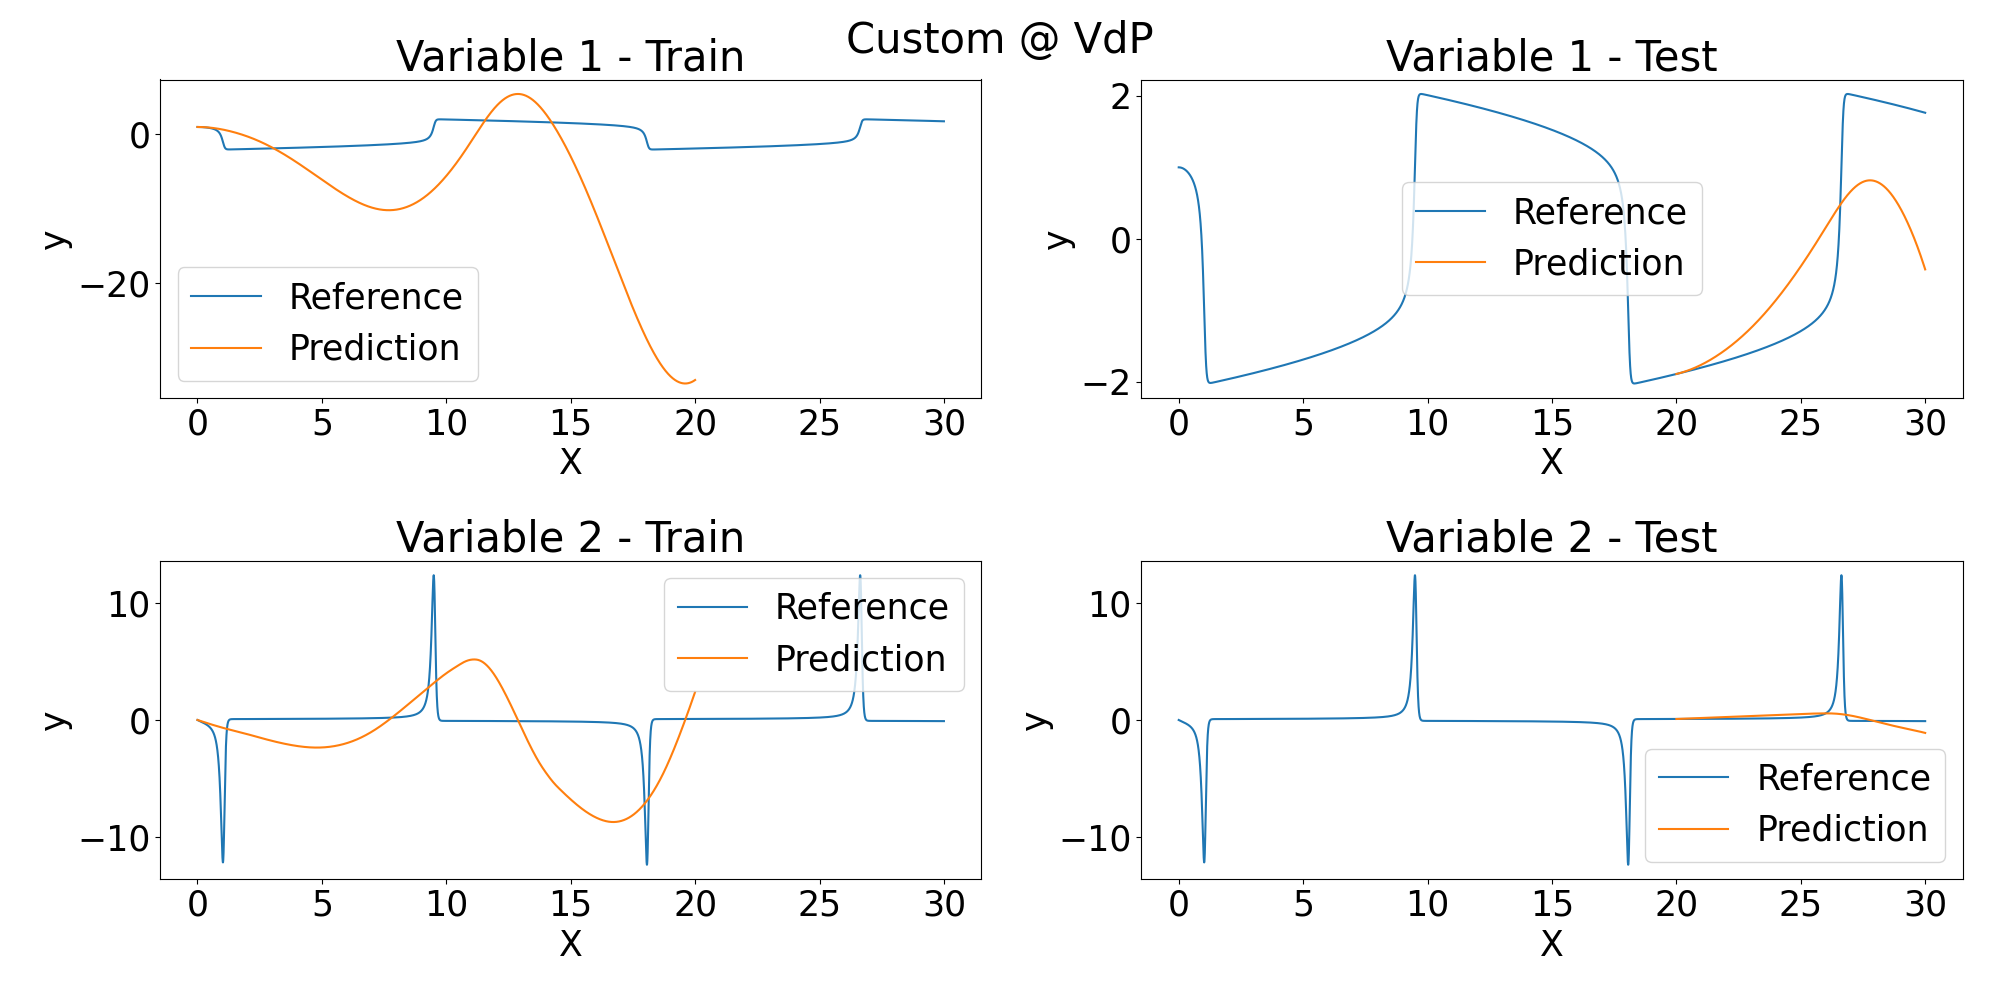 Custom @ VdP
Variable 1 - Train
0
−20
y
Reference
Prediction
0 5 10 15 20 25 30
X
Variable 1 - Test
2
0
−2
y
Reference
Prediction
0 5 10 15 20 25 30
X
Variable 2 - Train
10
0
−10
y
Reference
Prediction
0 5 10 15 20 25 30
X
Variable 2 - Test
10
0
−10
y
Reference
Prediction
0 5 10 15 20 25 30
X